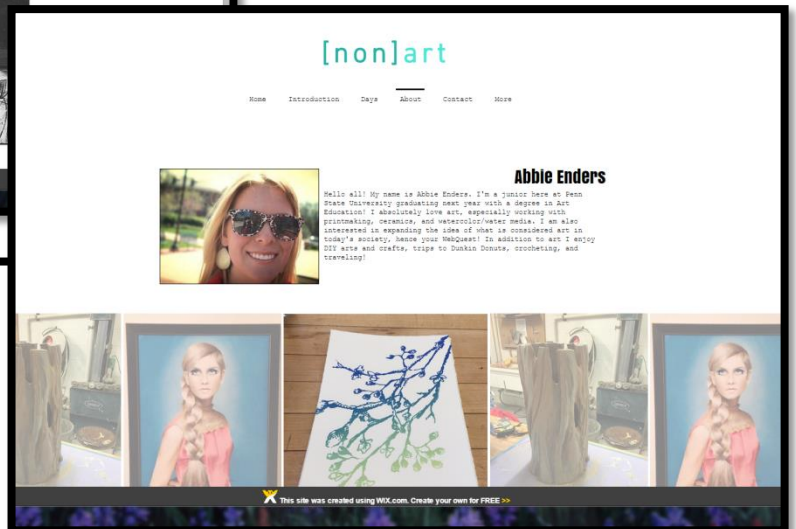 [non]art
Home Introduction Days About Contact More
Abbie Enders
Hello all! My name is Abbie Enders. I'm a junior here at Penn
State University graduating next year with a degree in Art
Education! I absolutely love art, especially working with
printmaking, ceramics, and watercolor/water media. I am also
interested in expanding the idea of what is considered art in
today's society, hence your WebQuest! In addition to art I enjoy
DIY arts and crafts, trips to Dunkin Donuts, crocheting, and
traveling!
This site was created using WIX.com. Create your own for FREE >>